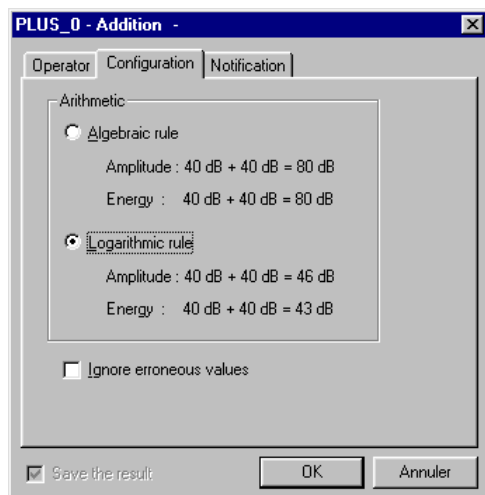 PLUS_0 - Addition -
Operator Configuration Notification
Arithmetic
Algebraic rule
Amplitude : 40 dB + 40 dB = 80 dB
Energy : 40 dB + 40 dB = 80 dB
Logarithmic rule
Amplitude : 40 dB + 40 dB = 46 dB
Energy : 40 dB + 40 dB = 43 dB
Ignore erroneous values
Save the result OK Annuler